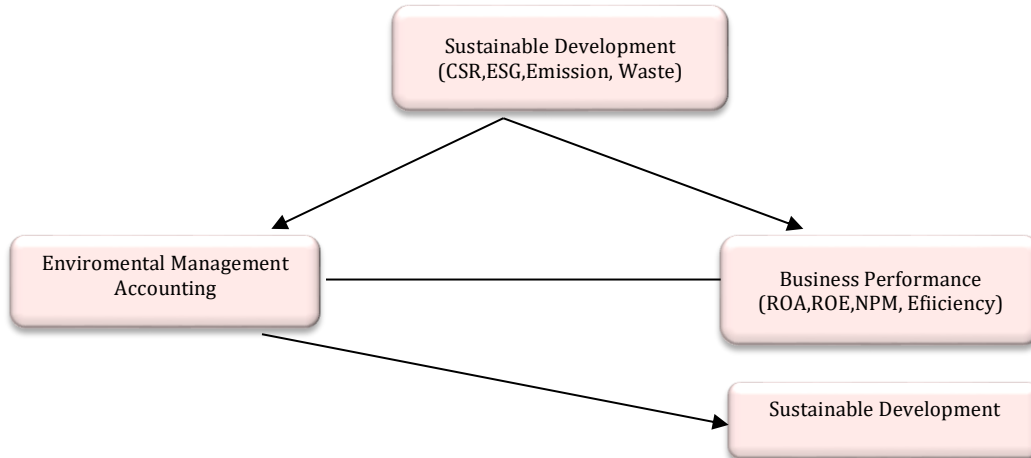 Sustainable Development
(CSR,ESG,Emission, Waste)
Enviromental Management
Accounting
Business Performance
(ROA,ROE,NPM, Efiiciency)
Sustainable Development